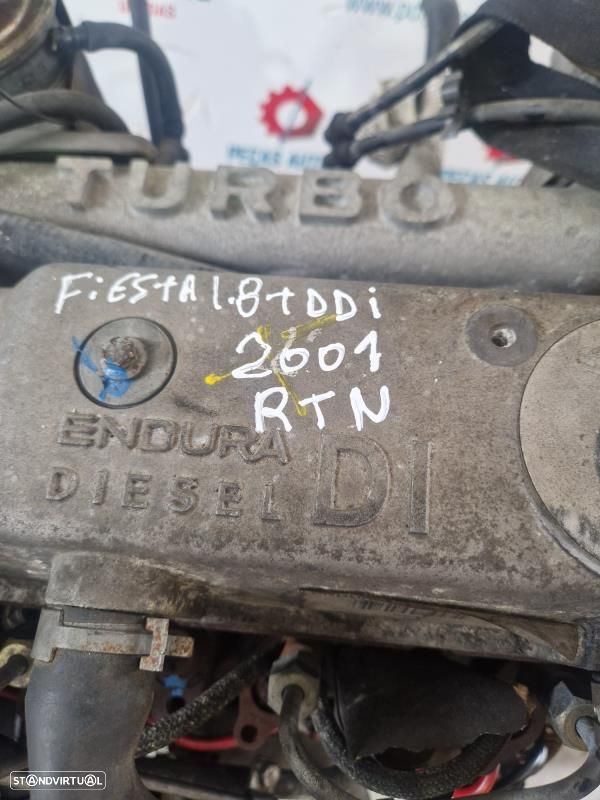 TURBO
FiESTA 1.8 TDDi
2001
RTN
ENDURA
DIESEL DI
STANDVIRTUAL